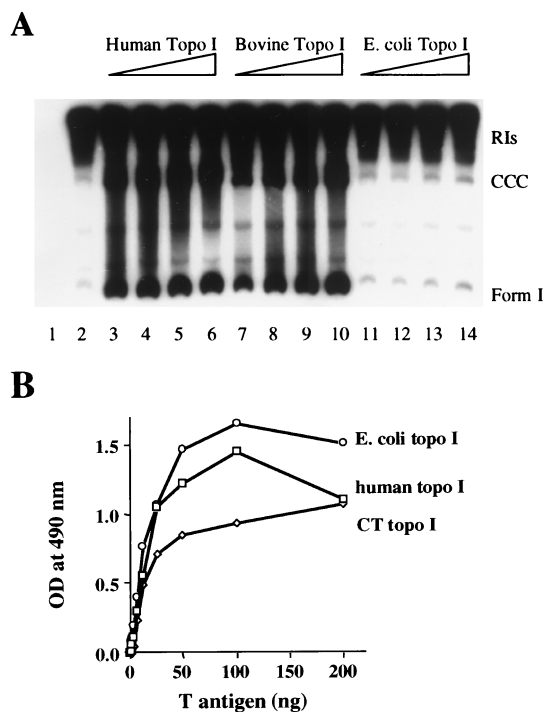 A
Human Topo I Bovine Topo I E. coli Topo I
RIs
CCC
Form I
1 2 3 4 5 6 7 8 9 10 11 12 13 14
B
1.5
1.0
0.5
0.0
OD at 490 nm
E. coli topo I
human topo I
CT topo I
0 50 100 150 200
T antigen (ng)